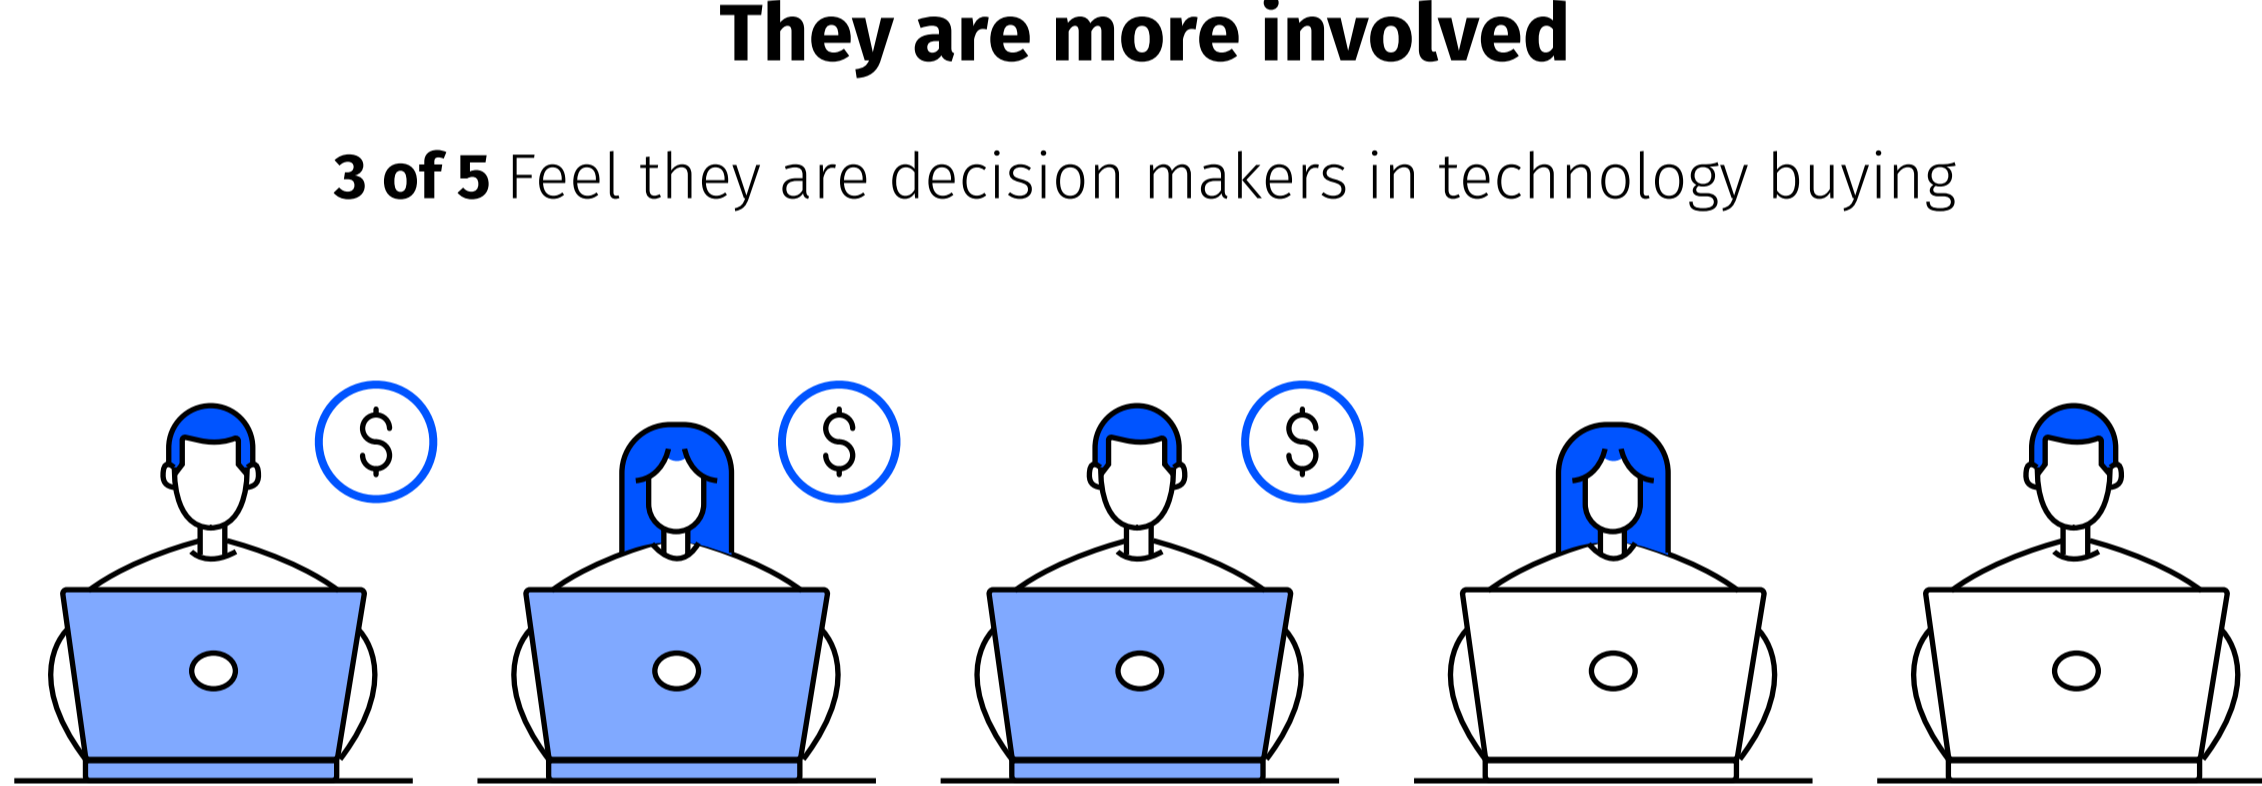 They are more involved
3 of 5 Feel they are decision makers in technology buying
$ $ $